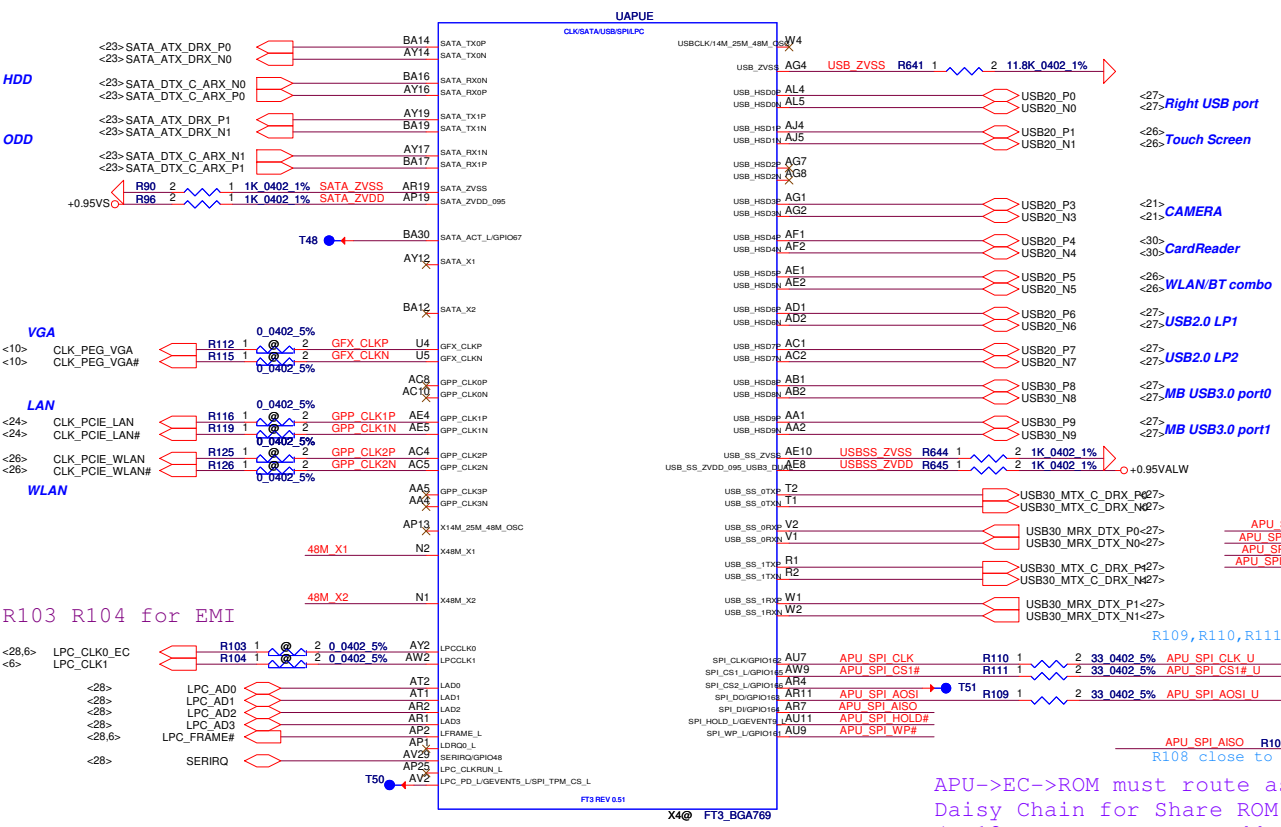 UAPUE
CLK/SATA/USB/SPI/LPC
HDD
<23> SATA_ATX_DRX_P0 BA14 SATA_TX0P
<23> SATA_ATX_DRX_N0 AY14 SATA_TX0N
<23> SATA_DTX_C_ARX_N0 BA16 SATA_RX0N
<23> SATA_DTX_C_ARX_P0 AY16 SATA_RX0P
ODD
<23> SATA_ATX_DRX_P1 AY19 SATA_TX1P
<23> SATA_ATX_DRX_N1 BA19 SATA_TX1N
<23> SATA_DTX_C_ARX_N1 AY17 SATA_RX1N
<23> SATA_DTX_C_ARX_P1 BA17 SATA_RX1P
R90 2 1 1K_0402_1% SATA_ZVSS AR19 SATA_ZVSS
+0.95VS R96 2 1 1K_0402_1% SATA_ZVDD AP19 SATA_ZVDD_095
T48 BA30 SATA_ACT_L/GPIO67
AY12 SATA_X1
BA12 SATA_X2
VGA
0_0402_5%
<10> CLK_PEG_VGA R112 1 @ 2 GFX_CLKP U4 GFX_CLKP
<10> CLK_PEG_VGA# R115 1 @ 2 GFX_CLKN U5 GFX_CLKN
0_0402_5%
AC8 GPP_CLK0P
AC10 GPP_CLK0N
LAN
0_0402_5%
<24> CLK_PCIE_LAN R116 1 @ 2 GPP_CLK1P AE4 GPP_CLK1P
<24> CLK_PCIE_LAN# R119 1 @ 2 GPP_CLK1N AE5 GPP_CLK1N
0_0402_5%
<26> CLK_PCIE_WLAN R125 1 @ 2 GPP_CLK2P AC4 GPP_CLK2P
<26> CLK_PCIE_WLAN# R126 1 @ 2 GPP_CLK2N AC5 GPP_CLK2N
0_0402_5%
WLAN
AA5 GPP_CLK3P
AA4 GPP_CLK3N
AP13 X14M_25M_48M_OSC
48M_X1 N2 X48M_X1
48M_X2 N1 X48M_X2
R103 R104 for EMI
<28,6> LPC_CLK0_EC R103 1 @ 2 0_0402_5% AY2 LPCCLK0
<6> LPC_CLK1 R104 1 @ 2 0_0402_5% AW2 LPCCLK1
<28> LPC_AD0 AT2 LAD0
<28> LPC_AD1 AT1 LAD1
<28> LPC_AD2 AR2 LAD2
<28> LPC_AD3 AR1 LAD3
<28,6> LPC_FRAME# AP2 LFRAME_L
AP1 LDRQ0_L
<28> SERIRQ AV29 SERIRQ/GPIO48
AP25 LPC_CLKRUN_L
T50 AV2 LPC_PD_L/GEVENT5_L/SPI_TPM_CS_L
FT3 REV 0.51
X4@ FT3_BGA769
USBCLK/14M_25M_48M_OSC W4
USB_ZVSS AG4 USB_ZVSS R641 1 2 11.8K_0402_1%
USB_HSD0P AL4 USB20_P0 <27>
USB_HSD0N AL5 USB20_N0 <27>
Right USB port
USB_HSD1P AJ4 USB20_P1 <26>
USB_HSD1N AJ5 USB20_N1 <26>
Touch Screen
USB_HSD2P AG7
USB_HSD2N AG8
USB_HSD3P AG1 USB20_P3 <21>
USB_HSD3N AG2 USB20_N3 <21>
CAMERA
USB_HSD4P AF1 USB20_P4 <30>
USB_HSD4N AF2 USB20_N4 <30>
CardReader
USB_HSD5P AE1 USB20_P5 <26>
USB_HSD5N AE2 USB20_N5 <26>
WLAN/BT combo
USB_HSD6P AD1 USB20_P6 <27>
USB_HSD6N AD2 USB20_N6 <27>
USB2.0 LP1
USB_HSD7P AC1 USB20_P7 <27>
USB_HSD7N AC2 USB20_N7 <27>
USB2.0 LP2
USB_HSD8P AB1 USB30_P8 <27>
USB_HSD8N AB2 USB30_N8 <27>
MB USB3.0 port0
USB_HSD9P AA1 USB30_P9 <27>
USB_HSD9N AA2 USB30_N9 <27>
MB USB3.0 port1
USB_SS_ZVSS AE10 USBSS_ZVSS R644 1 2 1K_0402_1%
USB_SS_ZVDD_095_USB3_DUAL AE8 USBSS_ZVDD R645 1 2 1K_0402_1% +0.95VALW
USB_SS_0TXP T2 USB30_MTX_C_DRX_P0 <27>
USB_SS_0TXN T1 USB30_MTX_C_DRX_N0 <27>
USB_SS_0RXP V2 USB30_MRX_DTX_P0 <27>
USB_SS_0RXN V1 USB30_MRX_DTX_N0 <27>
USB_SS_1TXP R1 USB30_MTX_C_DRX_P1 <27>
USB_SS_1TXN R2 USB30_MTX_C_DRX_N1 <27>
USB_SS_1RXP W1 USB30_MRX_DTX_P1 <27>
USB_SS_1RXN W2 USB30_MRX_DTX_N1 <27>
APU_S
APU_SP
APU_SP
APU_SPI
R109,R110,R111
SPI_CLK/GPIO162 AU7 APU_SPI_CLK R110 1 2 33_0402_5% APU_SPI_CLK_U
SPI_CS1_L/GPIO165 AW9 APU_SPI_CS1# R111 1 2 33_0402_5% APU_SPI_CS1#_U
SPI_CS2_L/GPIO166 AR4 T51
SPI_DO/GPIO163 AR11 APU_SPI_AOSI R109 1 2 33_0402_5% APU_SPI_AOSI_U
SPI_DI/GPIO164 AR7 APU_SPI_AISO
SPI_HOLD_L/GEVENT9_L AU11 APU_SPI_HOLD#
SPI_WP_L/GPIO161 AU9 APU_SPI_WP#
APU_SPI_AISO R10
R108 close to
APU->EC->ROM must route as
Daisy Chain for Share ROM